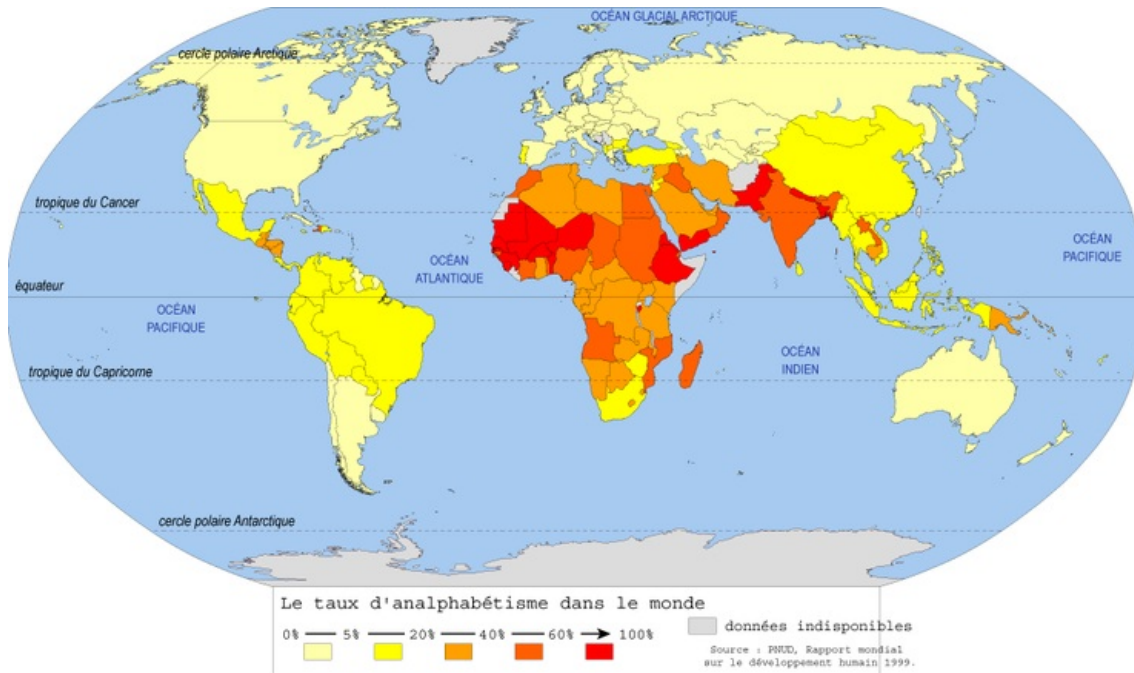 OCÉAN GLACIAL ARCTIQUE
cercle polaire Arctique
tropique du Cancer
OCÉAN
ATLANTIQUE
OCÉAN
PACIFIQUE
équateur
OCÉAN
PACIFIQUE
OCÉAN
INDIEN
tropique du Capricorne
cercle polaire Antarctique
Le taux d'analphabétisme dans le monde
0% 5% 20% 40% 60% 100%
données indisponibles
Source : PNUD, Rapport mondial
sur le développement humain 1999.